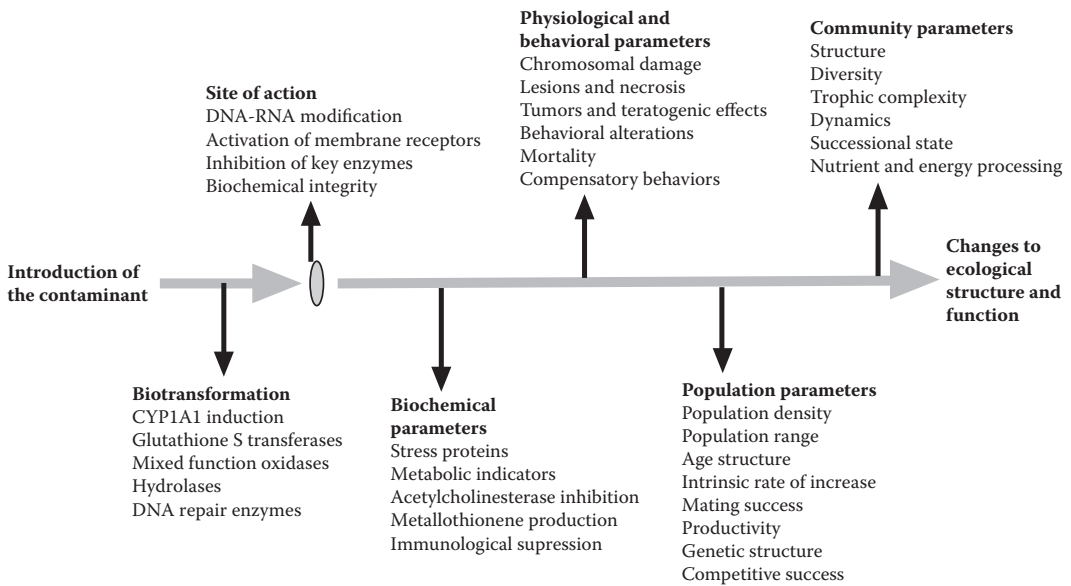 Introduction of
the contaminant
Biotransformation
CYP1A1 induction
Glutathione S transferases
Mixed function oxidases
Hydrolases
DNA repair enzymes
Site of action
DNA-RNA modification
Activation of membrane receptors
Inhibition of key enzymes
Biochemical integrity
Biochemical
parameters
Stress proteins
Metabolic indicators
Acetylcholinesterase inhibition
Metallothionene production
Immunological supression
Physiological and
behavioral parameters
Chromosomal damage
Lesions and necrosis
Tumors and teratogenic effects
Behavioral alterations
Mortality
Compensatory behaviors
Population parameters
Population density
Population range
Age structure
Intrinsic rate of increase
Mating success
Productivity
Genetic structure
Competitive success
Community parameters
Structure
Diversity
Trophic complexity
Dynamics
Successional state
Nutrient and energy processing
Changes to
ecological
structure and
function